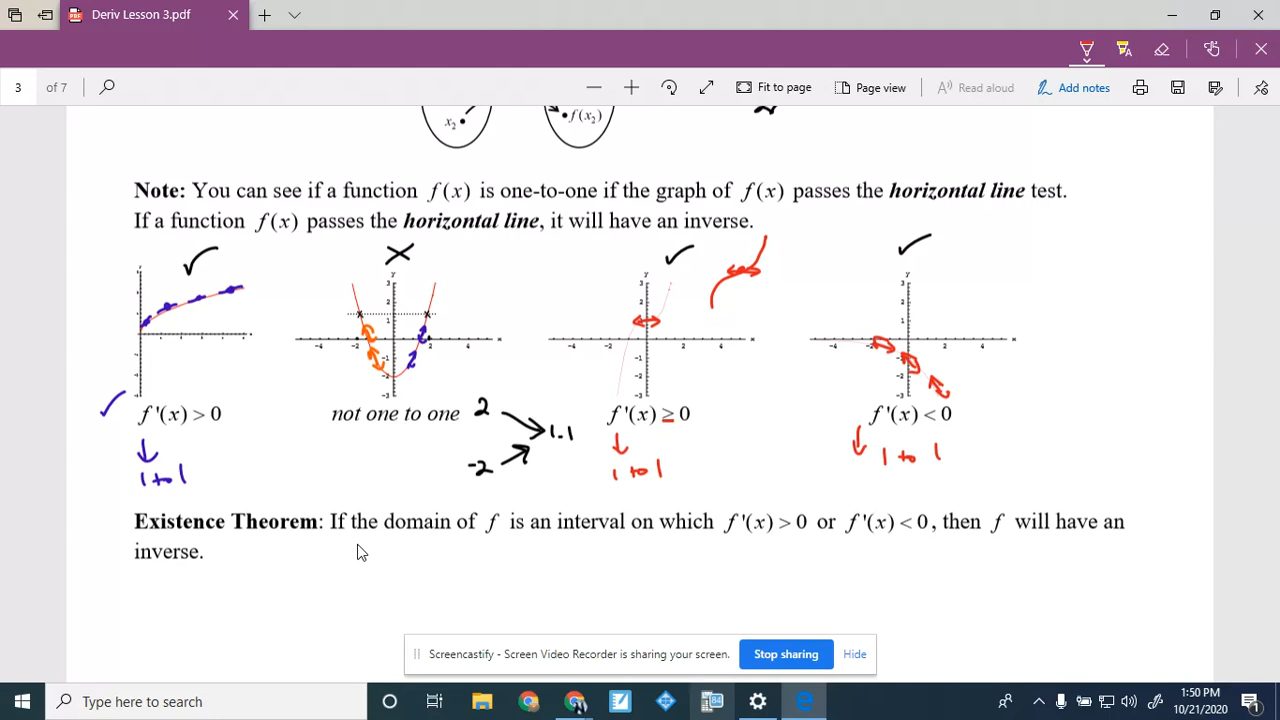 Deriv Lesson 3.pdf
3 of 7 Fit to page Page view Read aloud Add notes
x₂ f(x₂)
Note: You can see if a function f(x) is one-to-one if the graph of f(x) passes the horizontal line test.
If a function f(x) passes the horizontal line, it will have an inverse.
f'(x) > 0 not one to one 2 f'(x) ≥ 0 f'(x) < 0
1.1
1 to 1 -2 1 to 1 1 to 1
Existence Theorem: If the domain of f is an interval on which f'(x) > 0 or f'(x) < 0, then f will have an
inverse.
Screencastify - Screen Video Recorder is sharing your screen. Stop sharing Hide
Type here to search
1:50 PM
10/21/2020